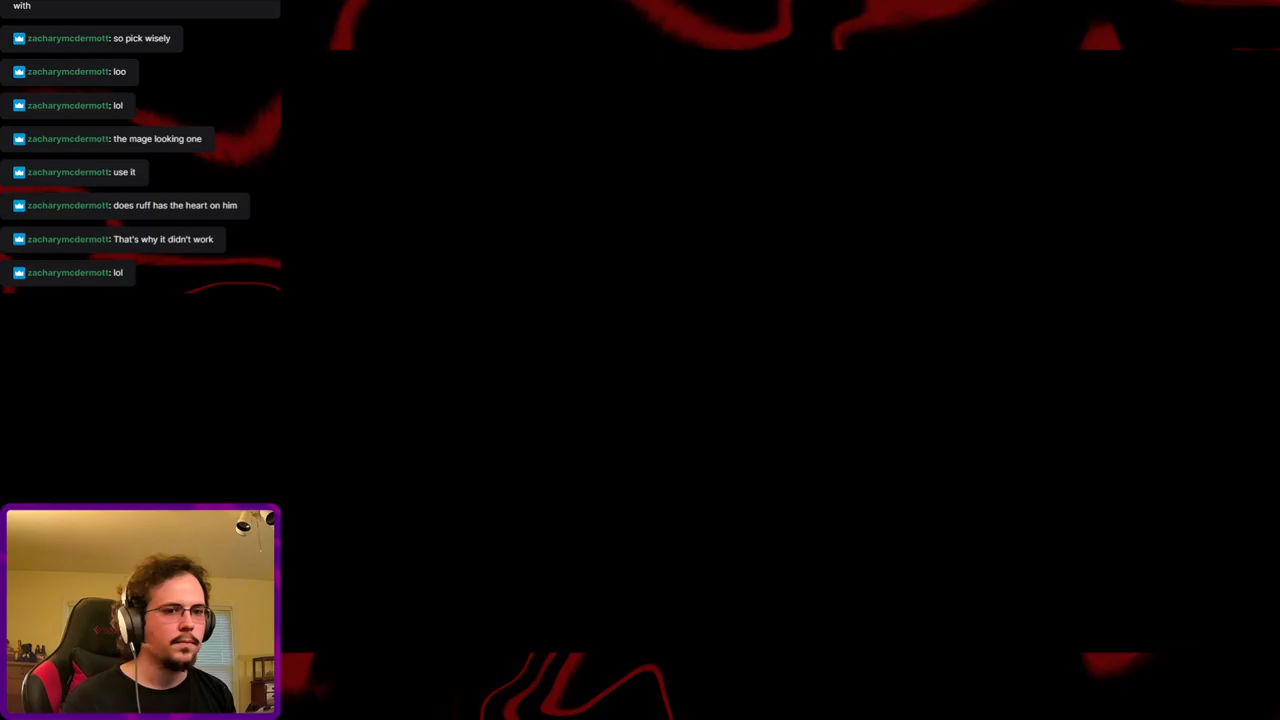 with
zacharymcdermott: so pick wisely
zacharymcdermott: loo
zacharymcdermott: lol
zacharymcdermott: the mage looking one
zacharymcdermott: use it
zacharymcdermott: does ruff has the heart on him
zacharymcdermott: That's why it didn't work
zacharymcdermott: lol